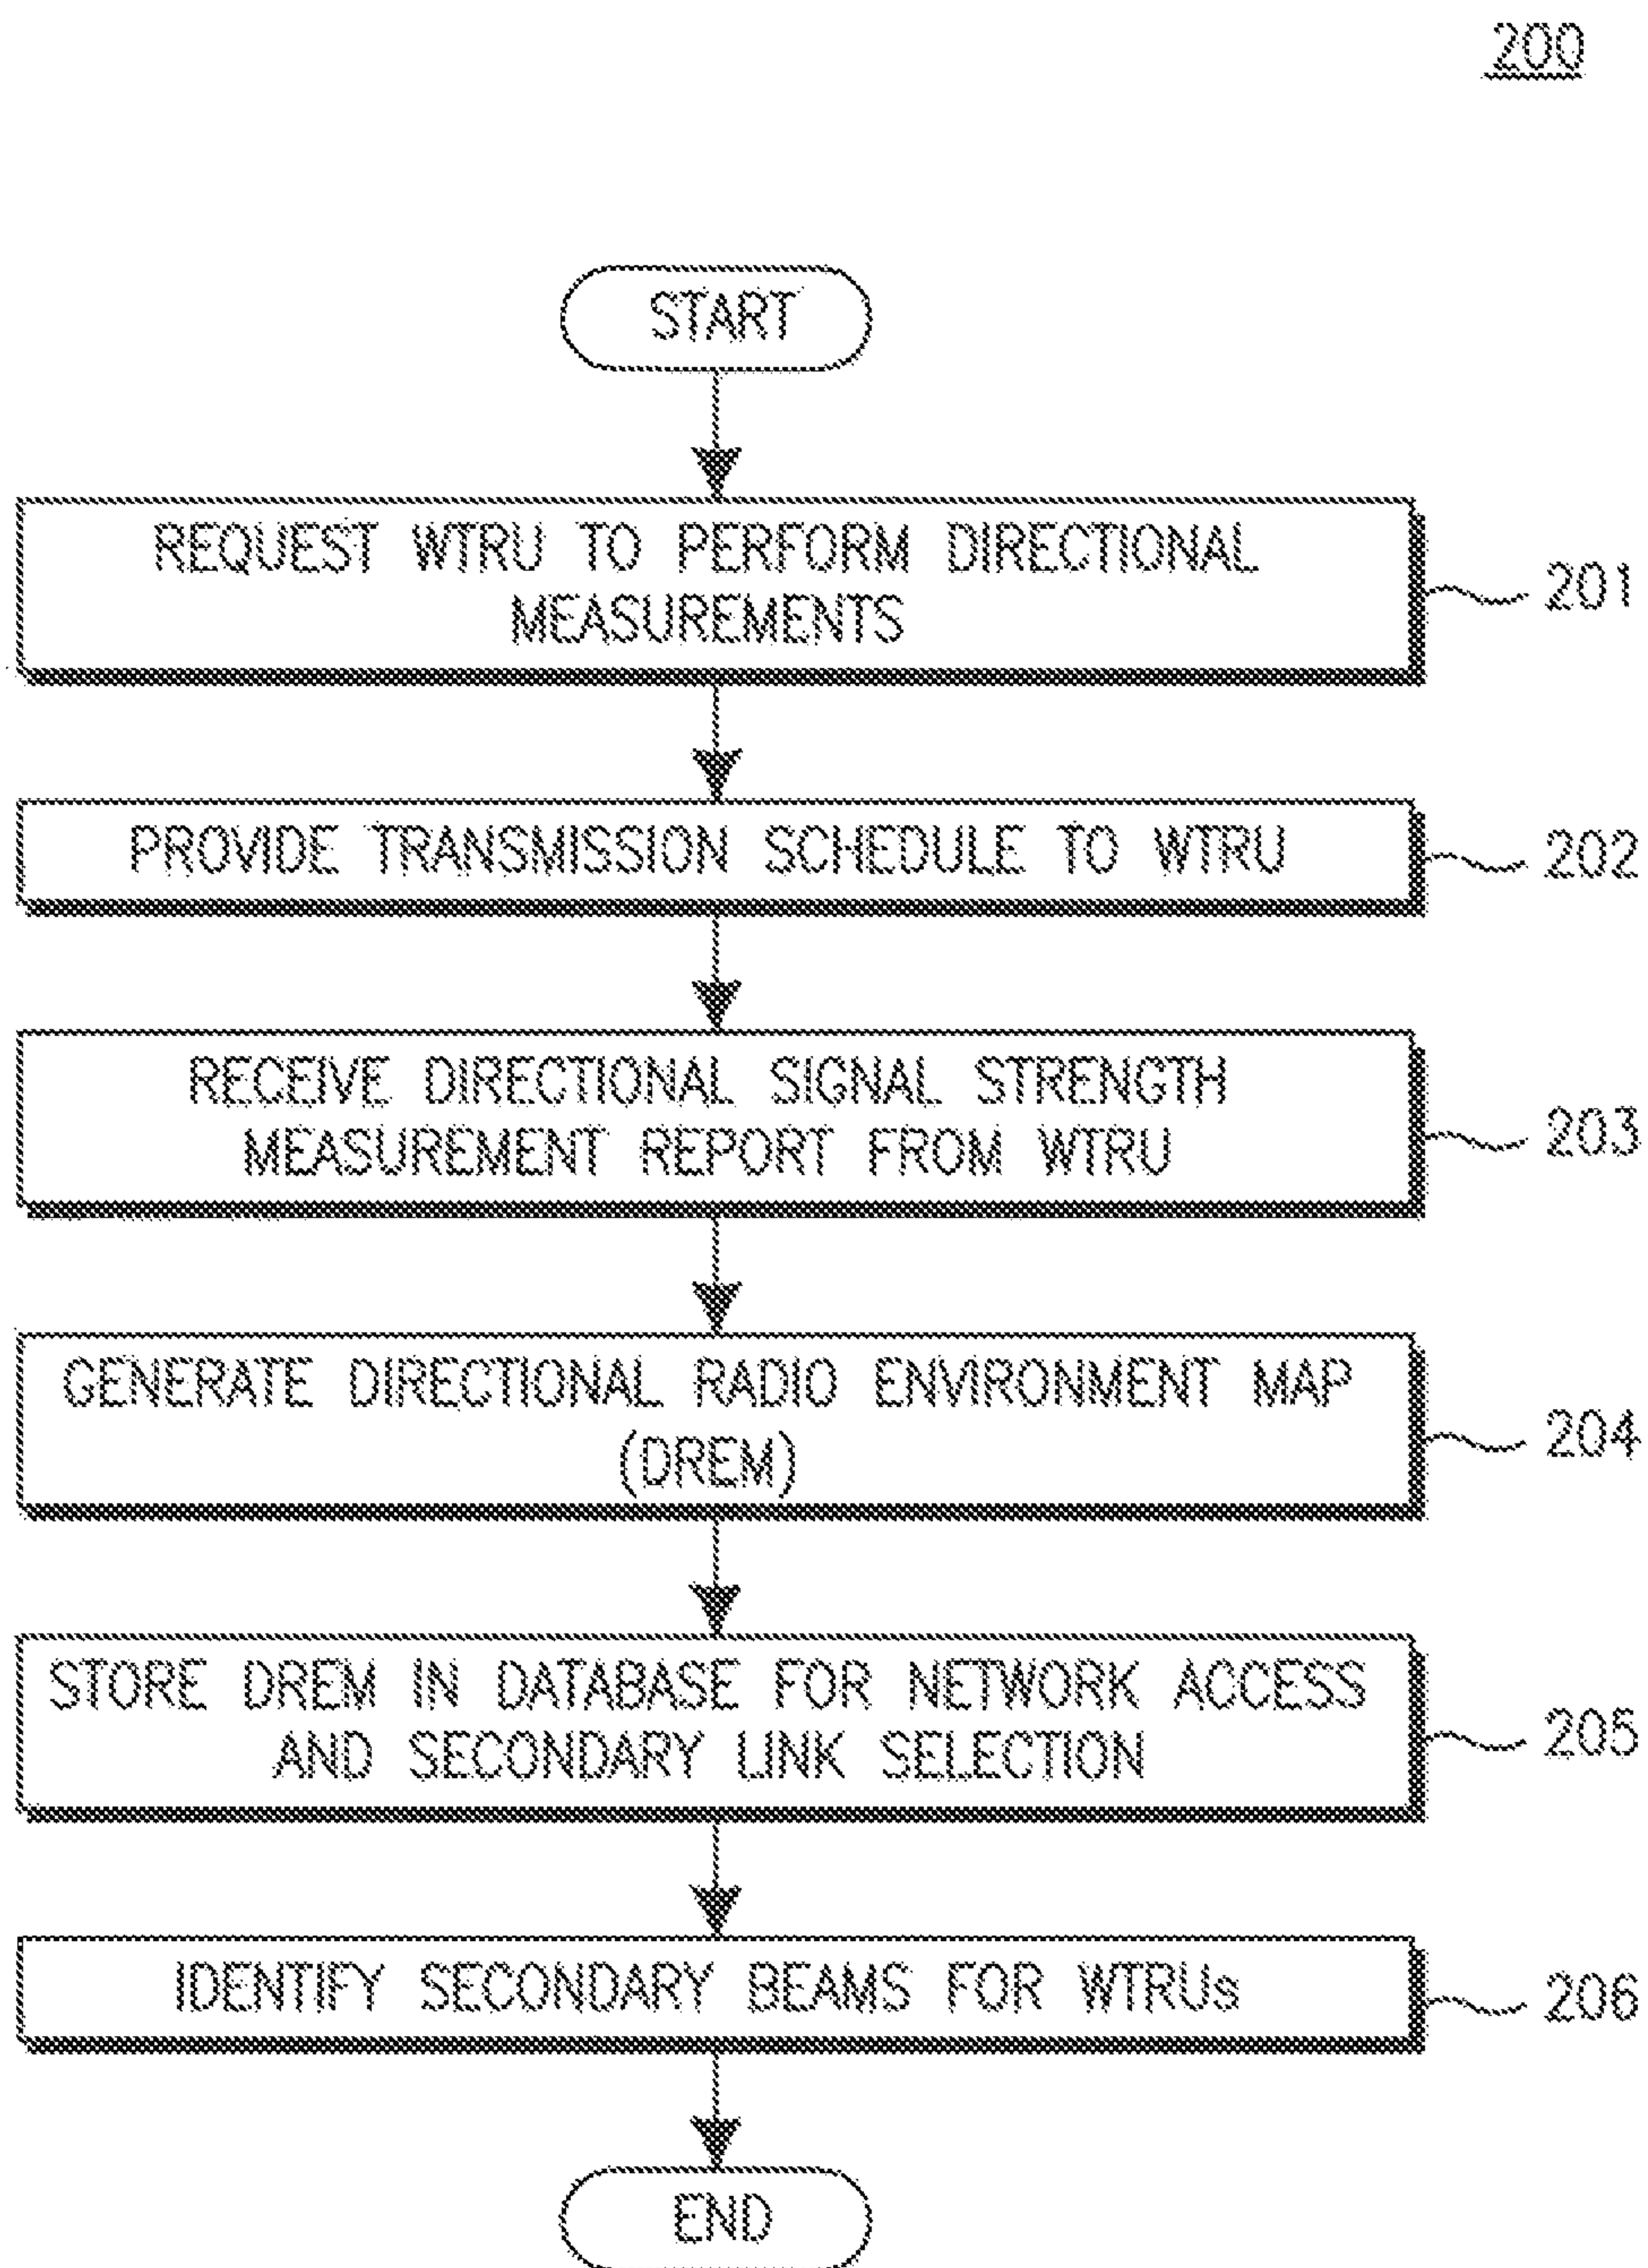 200
START
REQUEST WTRU TO PERFORM DIRECTIONAL
MEASUREMENTS
201
PROVIDE TRANSMISSION SCHEDULE TO WTRU
202
RECEIVE DIRECTIONAL SIGNAL STRENGTH
MEASUREMENT REPORT FROM WTRU
203
GENERATE DIRECTIONAL RADIO ENVIRONMENT MAP
(DREM)
204
STORE DREM IN DATABASE FOR NETWORK ACCESS
AND SECONDARY LINK SELECTION
205
IDENTIFY SECONDARY BEAMS FOR WTRUs
206
END